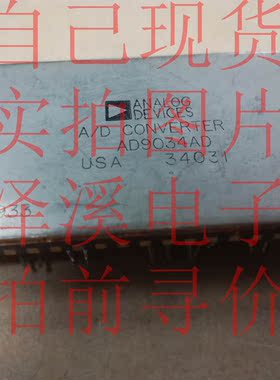 自己现货
实拍图片
ANALOG
DEVICES
A/D CONVERTER
AD9034AD
USA 34031
33
泽溪电子
拍前寻价